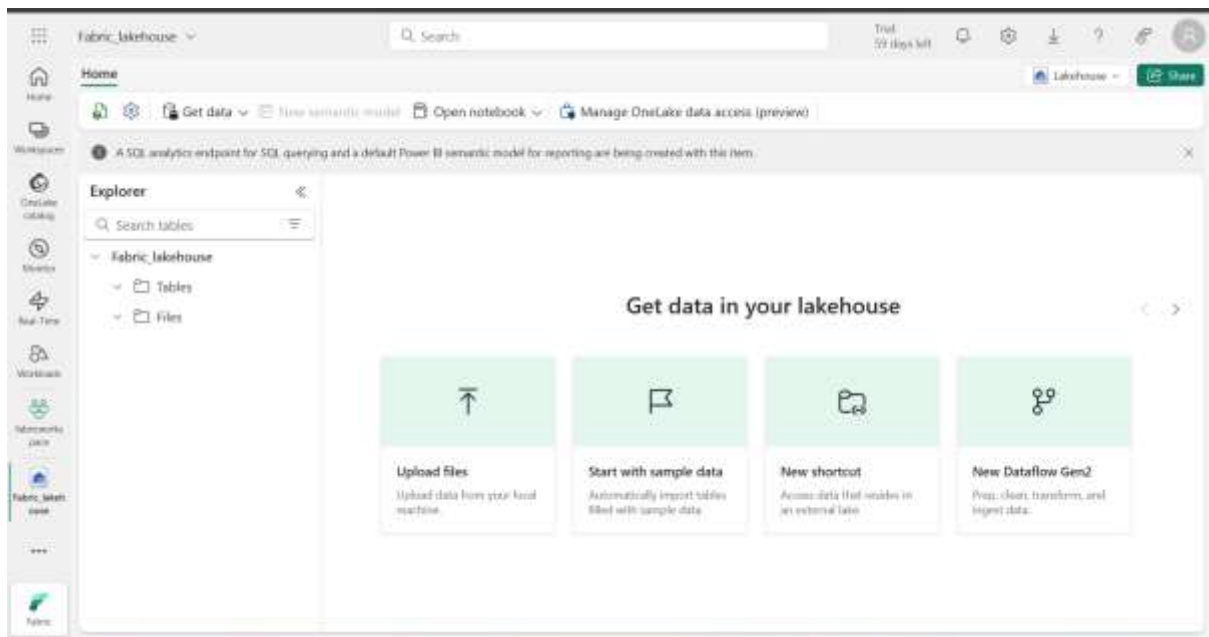 Fabric_lakehouse
Search
Trial
59 days left
Home
Home
Lakehouse
Share
Get data
New semantic model
Open notebook
Manage OneLake data access (preview)
Workspaces
A SQL analytics endpoint for SQL querying and a default Power BI semantic model for reporting are being created with this item.
OneLake
catalog
Explorer
Search tables
Monitor
Fabric_lakehouse
Tables
Files
Real-Time
Get data in your lakehouse
Workloads
Upload files
Upload data from your local
machine
Start with sample data
Automatically import tables
filled with sample data
New shortcut
Access data that resides in
an external lake
New Dataflow Gen2
Prep, clean, transform, and
ingest data.
Fabric